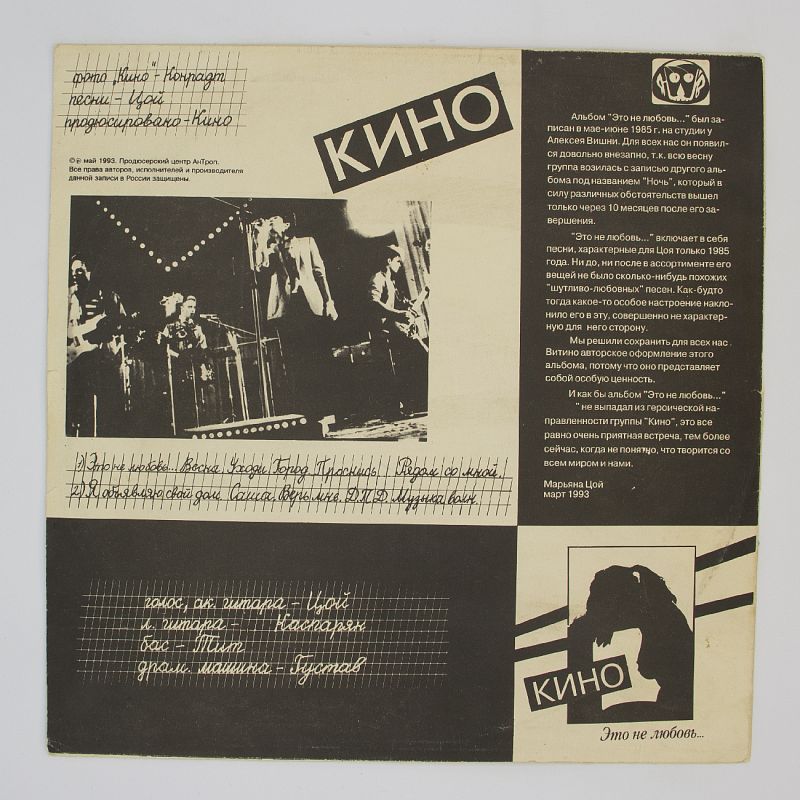 фото „Кино“ - Конрадт
песни - Цой
продюсировано - Кино
©℗ май 1993. Продюсерский центр АнТроп.
Все права авторов, исполнителей и производителя
данной записи в России защищены.
КИНО
1) Это не любовь... Весна. Уходи. Город. Проснись. Рядом со мной.
2) Я объявляю свой дом. Саша. Верь мне. Д.Т.Д. Музыка волн.
голос, ак. гитара - Цой
л. гитара - Каспарян
бас - Тит
драм. машина - Густав
Альбом "Это не любовь..." был за-
писан в мае-июне 1985 г. на студии у
Алексея Вишни. Для всех нас он появил-
ся довольно внезапно, т.к. всю весну
группа возилась с записью другого аль-
бома под названием "Ночь", который в
силу различных обстоятельств вышел
только через 10 месяцев после его за-
вершения.
"Это не любовь..." включает в себя
песни, характерные для Цоя только 1985
года. Ни до, ни после в ассортименте его
вещей не было сколько-нибудь похожих
"шутливо-любовных" песен. Как-будто
тогда какое-то особое настроение накло-
нило его в эту, совершенно не характер-
ную для него сторону.
Мы решили сохранить для всех нас
Витино авторское оформление этого
альбома, потому что оно представляет
собой особую ценность.
И как бы альбом "Это не любовь..."
" не выпадал из героической на-
правленности группы "Кино", это все
равно очень приятная встреча, тем более
сейчас, когда не понятно, что творится со
всем миром и нами.
Марьяна Цой
март 1993
КИНО
Это не любовь...